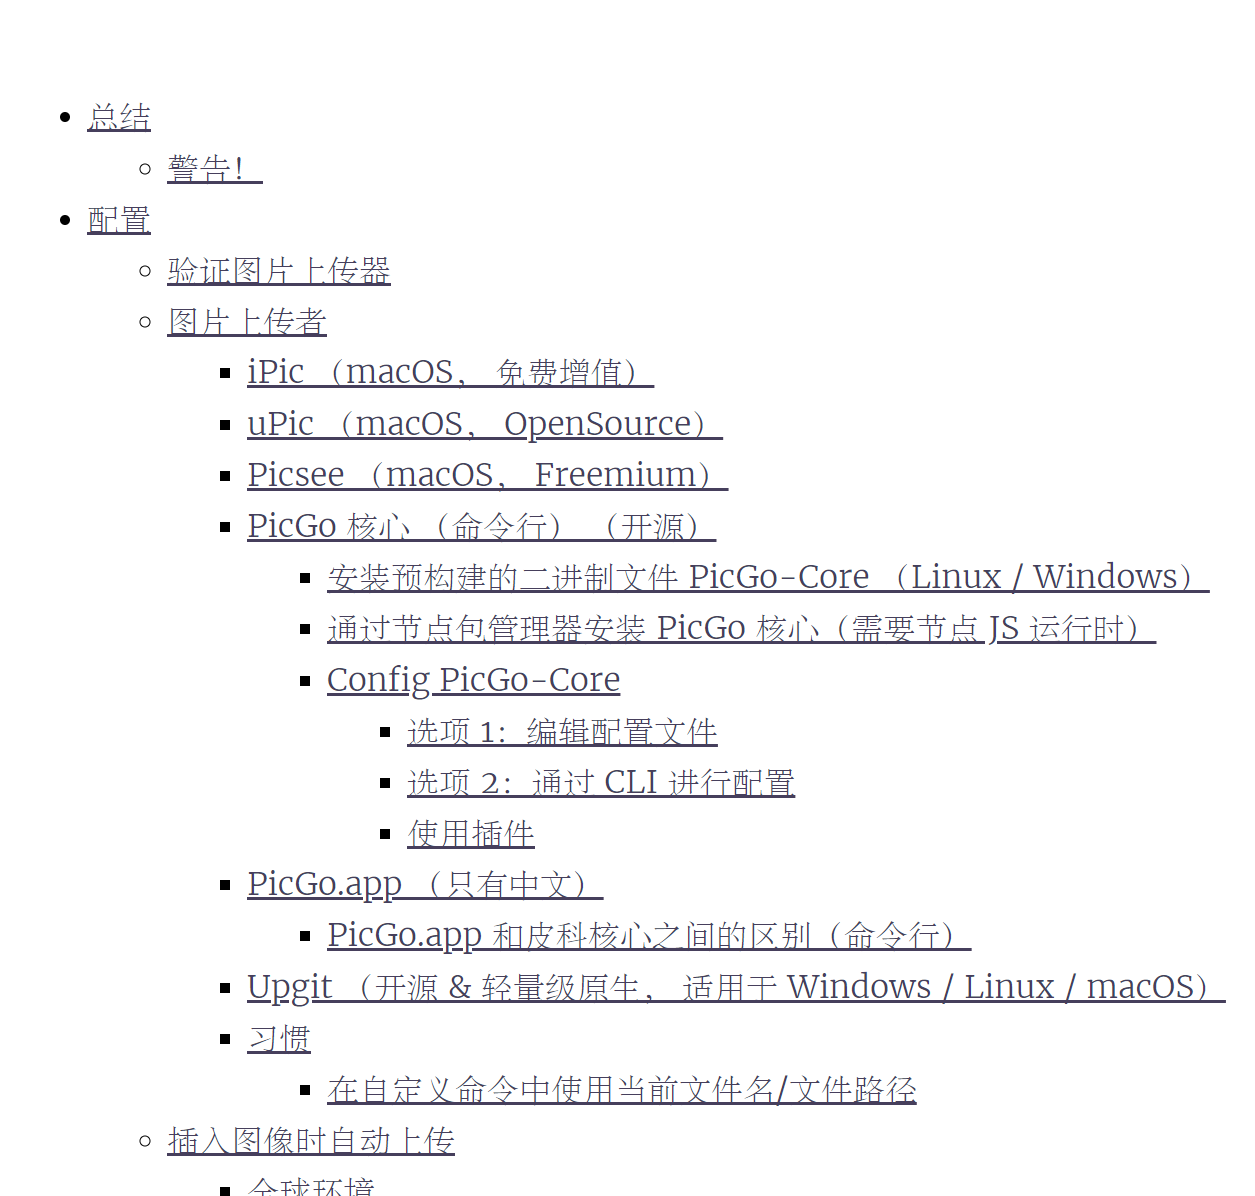 总结
警告！
配置
验证图片上传器
图片上传者
iPic （macOS， 免费增值）
uPic （macOS， OpenSource）
Picsee （macOS， Freemium）
PicGo 核心 （命令行） （开源）
安装预构建的二进制文件 PicGo-Core （Linux / Windows）
通过节点包管理器安装 PicGo 核心（需要节点 JS 运行时）
Config PicGo-Core
选项 1：编辑配置文件
选项 2：通过 CLI 进行配置
使用插件
PicGo.app （只有中文）
PicGo.app 和皮科核心之间的区别（命令行）
Upgit （开源 & 轻量级原生， 适用于 Windows / Linux / macOS）
习惯
在自定义命令中使用当前文件名/文件路径
插入图像时自动上传
全球环境